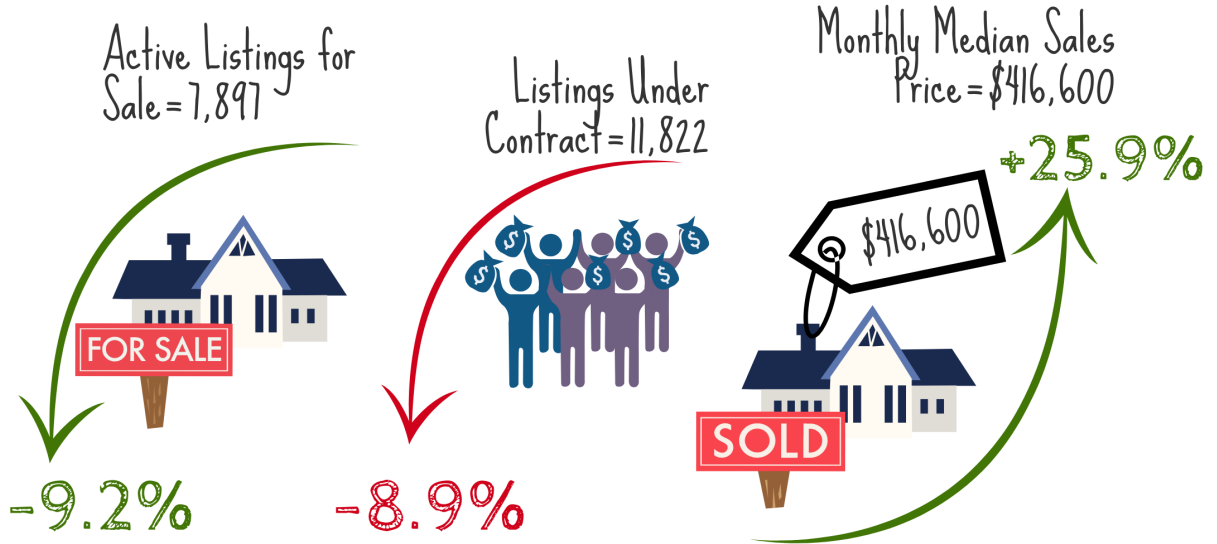 Active Listings for
Sale = 7,897
-9.2%
FOR SALE
Listings Under
Contract = 11,822
-8.9%
$
$
$
$
$
$
Monthly Median Sales
Price = $416,600
+25.9%
$416,600
SOLD